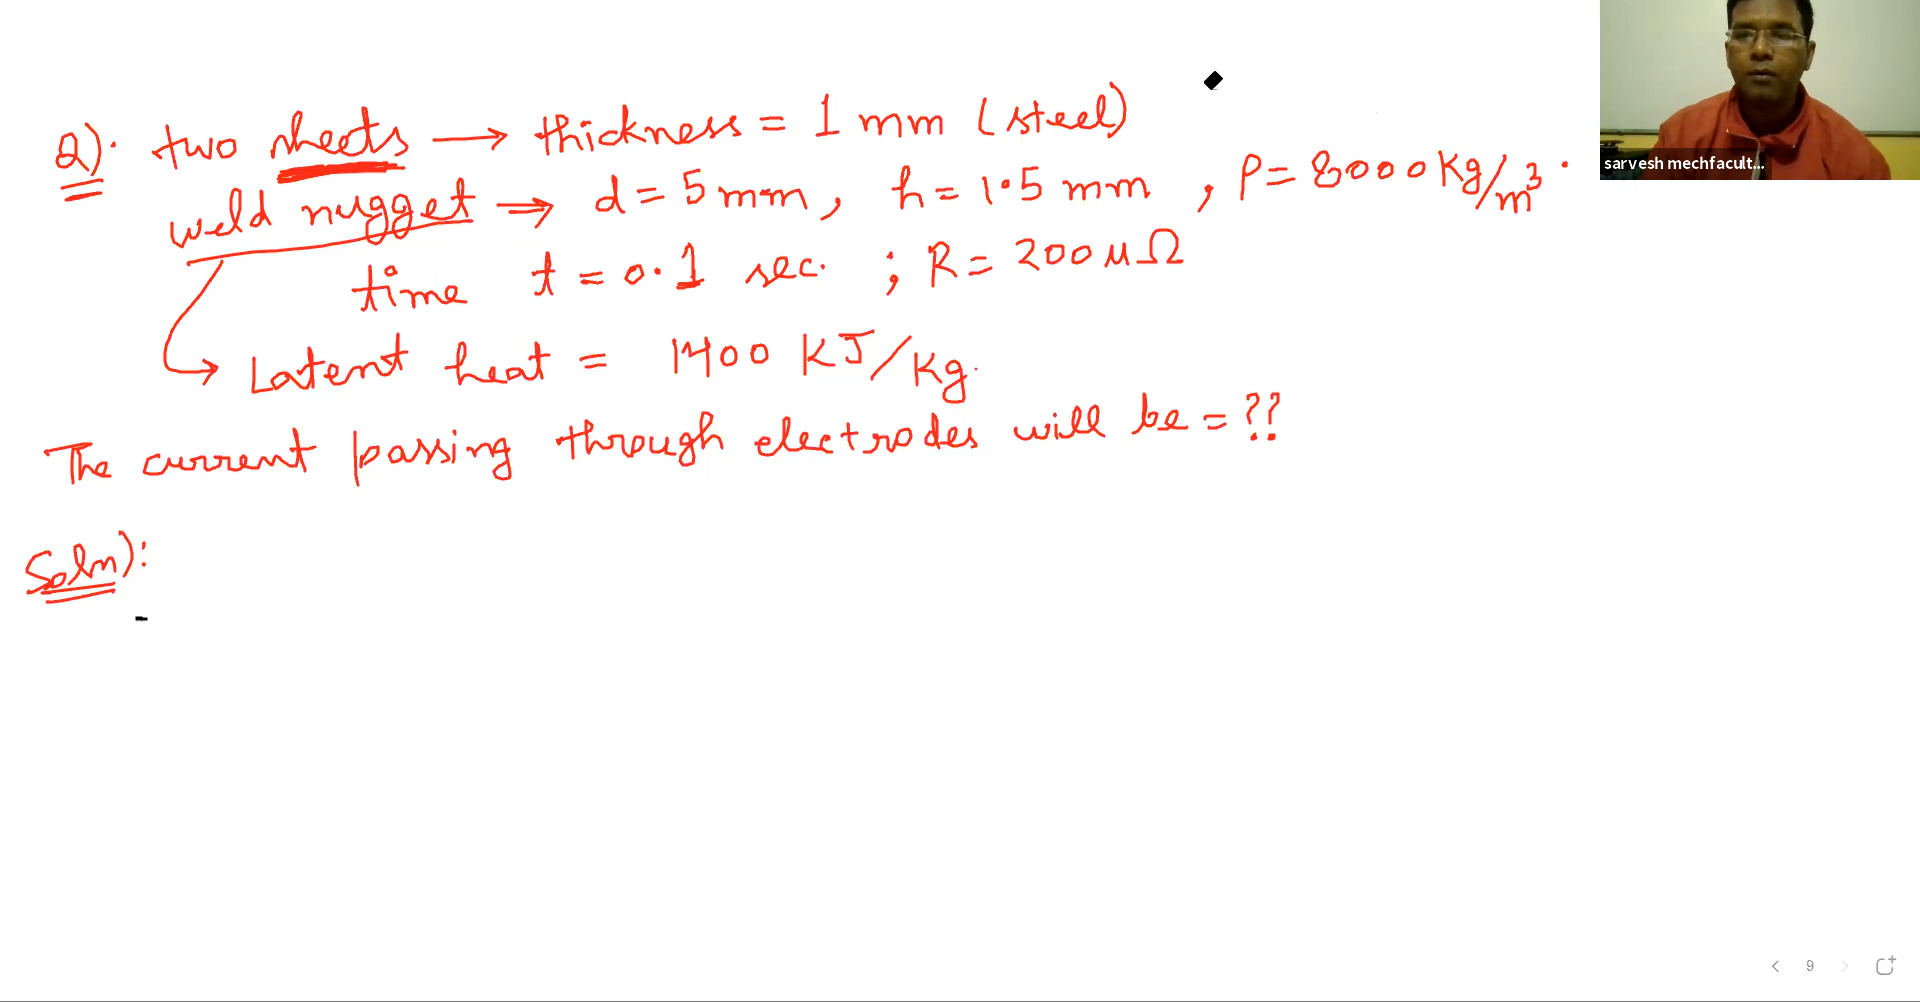 Q). two sheets → thickness = 1 mm (steel)
weld nugget → d = 5 mm, h = 1.5 mm, ρ = 8000 Kg/m³.
time t = 0.1 sec. ; R = 200 μΩ
→ Latent heat = 1400 KJ/Kg.
The current passing through electrodes will be = ??
Soln):
sarvesh mechfacult...
9